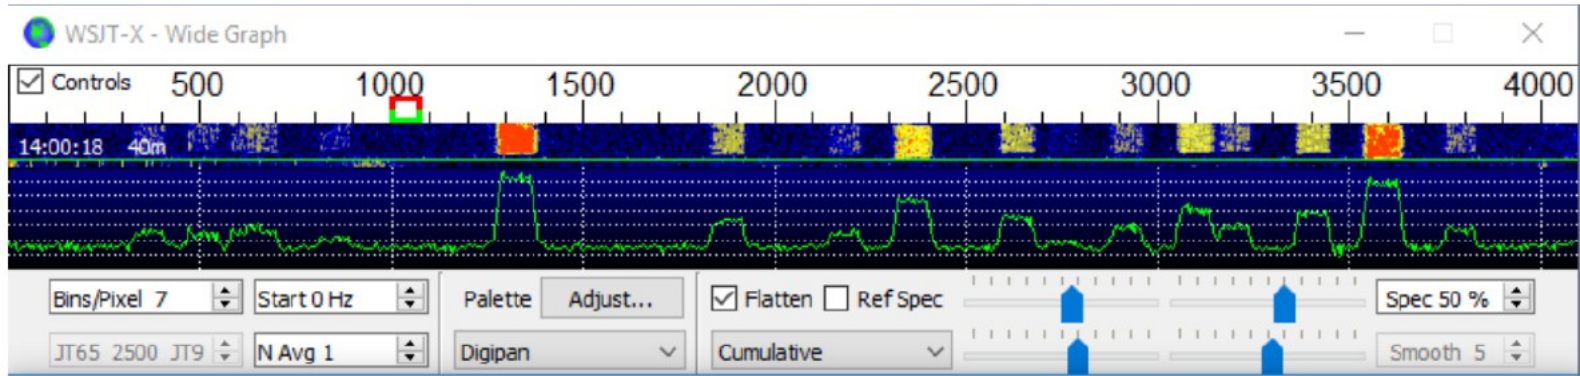 WSJT-X - Wide Graph
Controls 500 1000 1500 2000 2500 3000 3500 4000
14:00:18 40m
Bins/Pixel 7 Start 0 Hz Palette Adjust... Flatten Ref Spec Spec 50 %
JT65 2500 JT9 N Avg 1 Digipan Cumulative Smooth 5